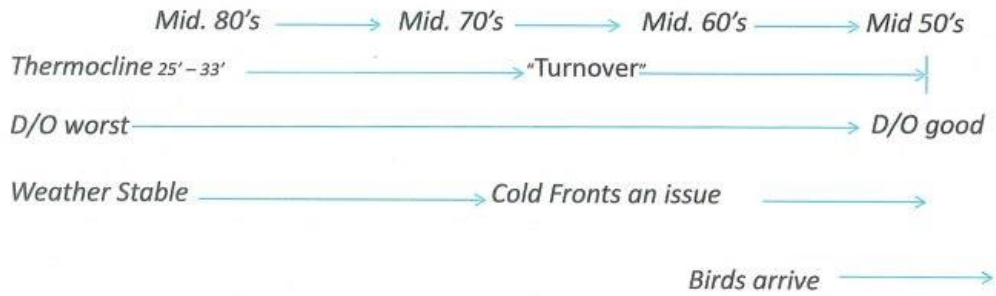 Mid. 80's Mid. 70's Mid. 60's Mid 50's
Thermocline 25' – 33' "Turnover"
D/O worst D/O good
Weather Stable Cold Fronts an issue
Birds arrive